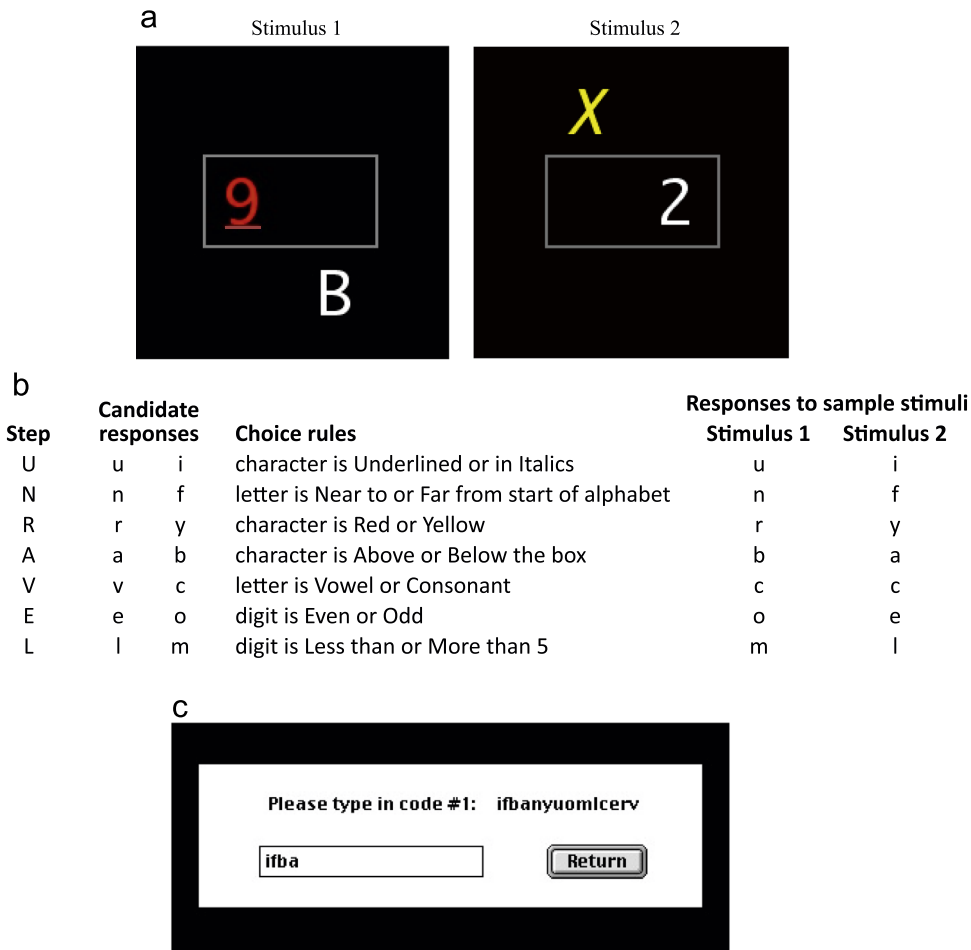 a
Stimulus 1 Stimulus 2
X
9 2
B
b
Candidate Responses to sample stimuli
Step responses Choice rules Stimulus 1 Stimulus 2
U u i character is Underlined or in Italics u i
N n f letter is Near to or Far from start of alphabet n f
R r y character is Red or Yellow r y
A a b character is Above or Below the box b a
V v c letter is Vowel or Consonant c c
E e o digit is Even or Odd o e
L l m digit is Less than or More than 5 m l
c
Please type in code #1: ifbanyuomlcerv
ifba Return